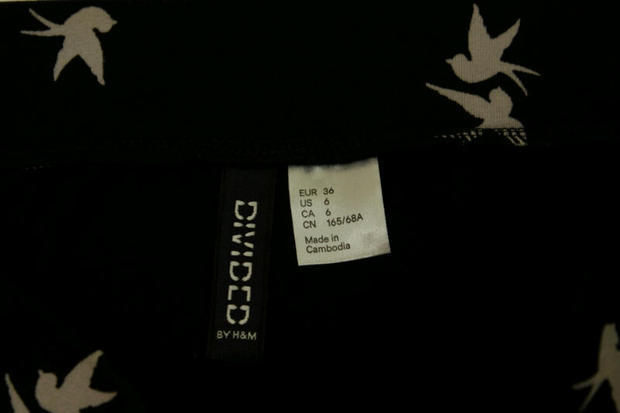 DIVIDED
BY H&M
EUR 36
US 6
CA 6
CN 165/68A
Made in
Cambodia